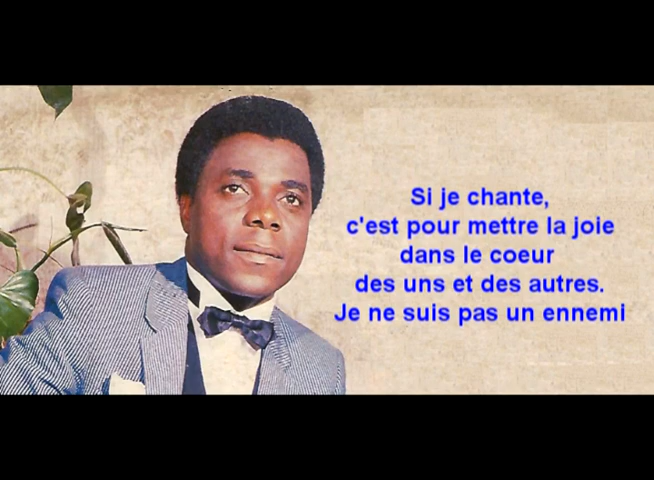 Si je chante,
c'est pour mettre la joie
dans le coeur
des uns et des autres.
Je ne suis pas un ennemi